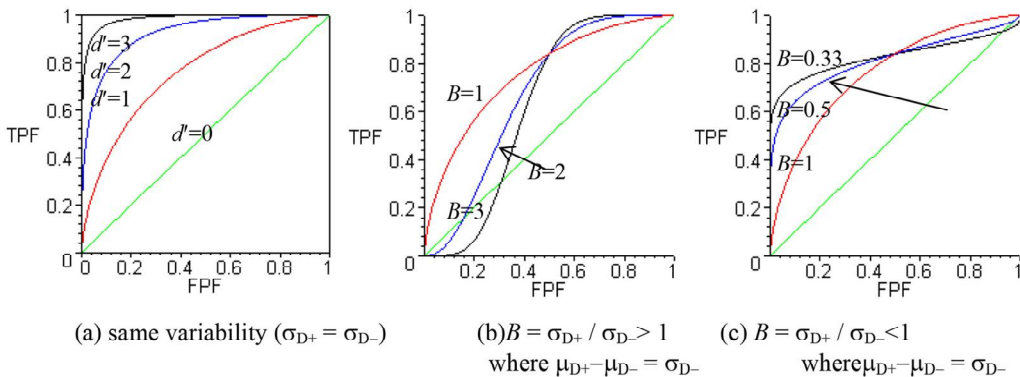 1
0.8
0.6
TPF
0.4
0.2
0
0
0.2
0.4
0.6
0.8
1
FPF
d'=3
d'=2
d'=1
d'=0
1
0.8
0.6
TPF
0.4
0.2
0
0.2
0.4
0.6
0.8
1
FPF
B=1
B=2
B=3
1
0.8
0.6
TPF
0.4
0.2
0
0.2
0.4
0.6
0.8
1
FPF
B=0.33
B=0.5
B=1
(a) same variability (σD+ = σD−)
(b)B = σD+ / σD−> 1
where μD+−μD− = σD−
(c) B = σD+ / σD−<1
whereμD+−μD− = σD−